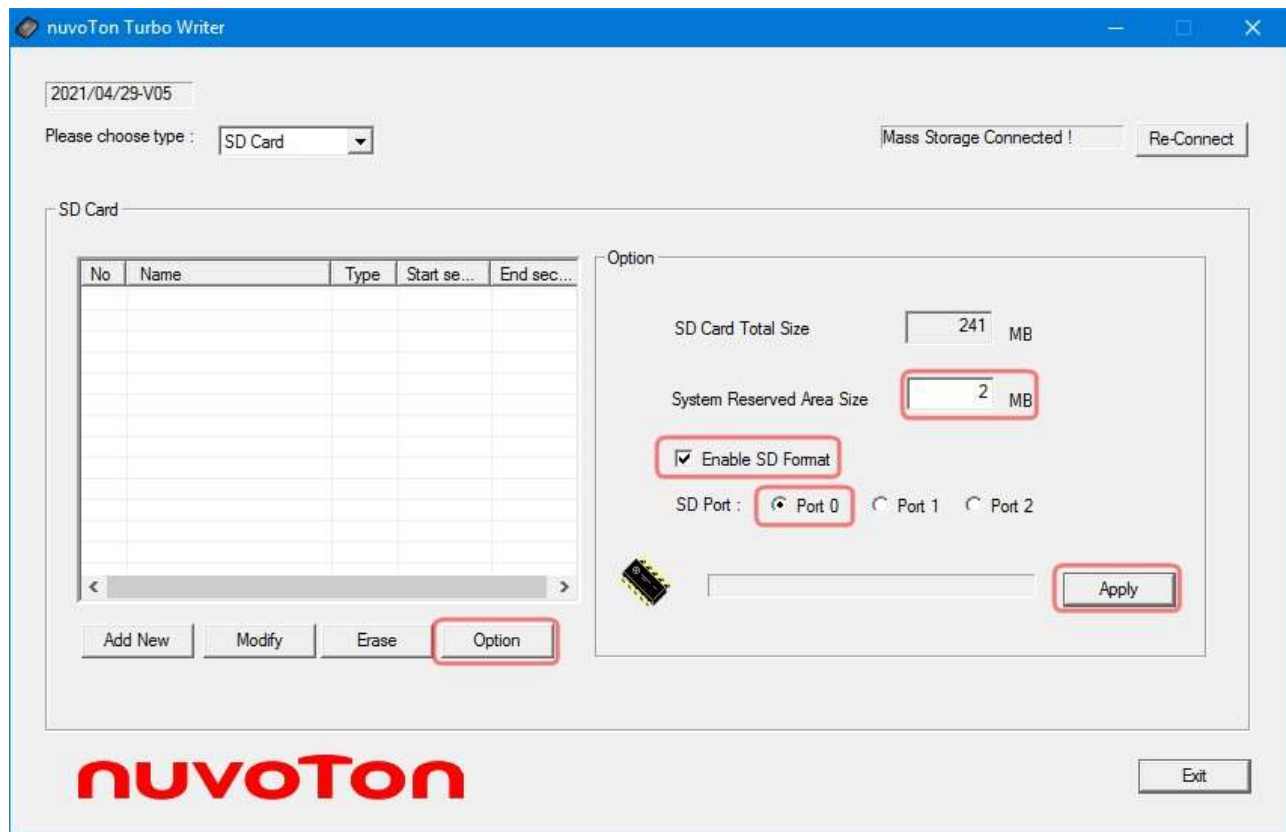 nuvoTon Turbo Writer
2021/04/29-V05
Please choose type : SD Card
Mass Storage Connected ! Re-Connect
SD Card
No Name Type Start se... End sec...
Option
SD Card Total Size 241 MB
System Reserved Area Size 2 MB
Enable SD Format
SD Port : Port 0 Port 1 Port 2
Apply
Add New Modify Erase Option
nuvoTon
Exit